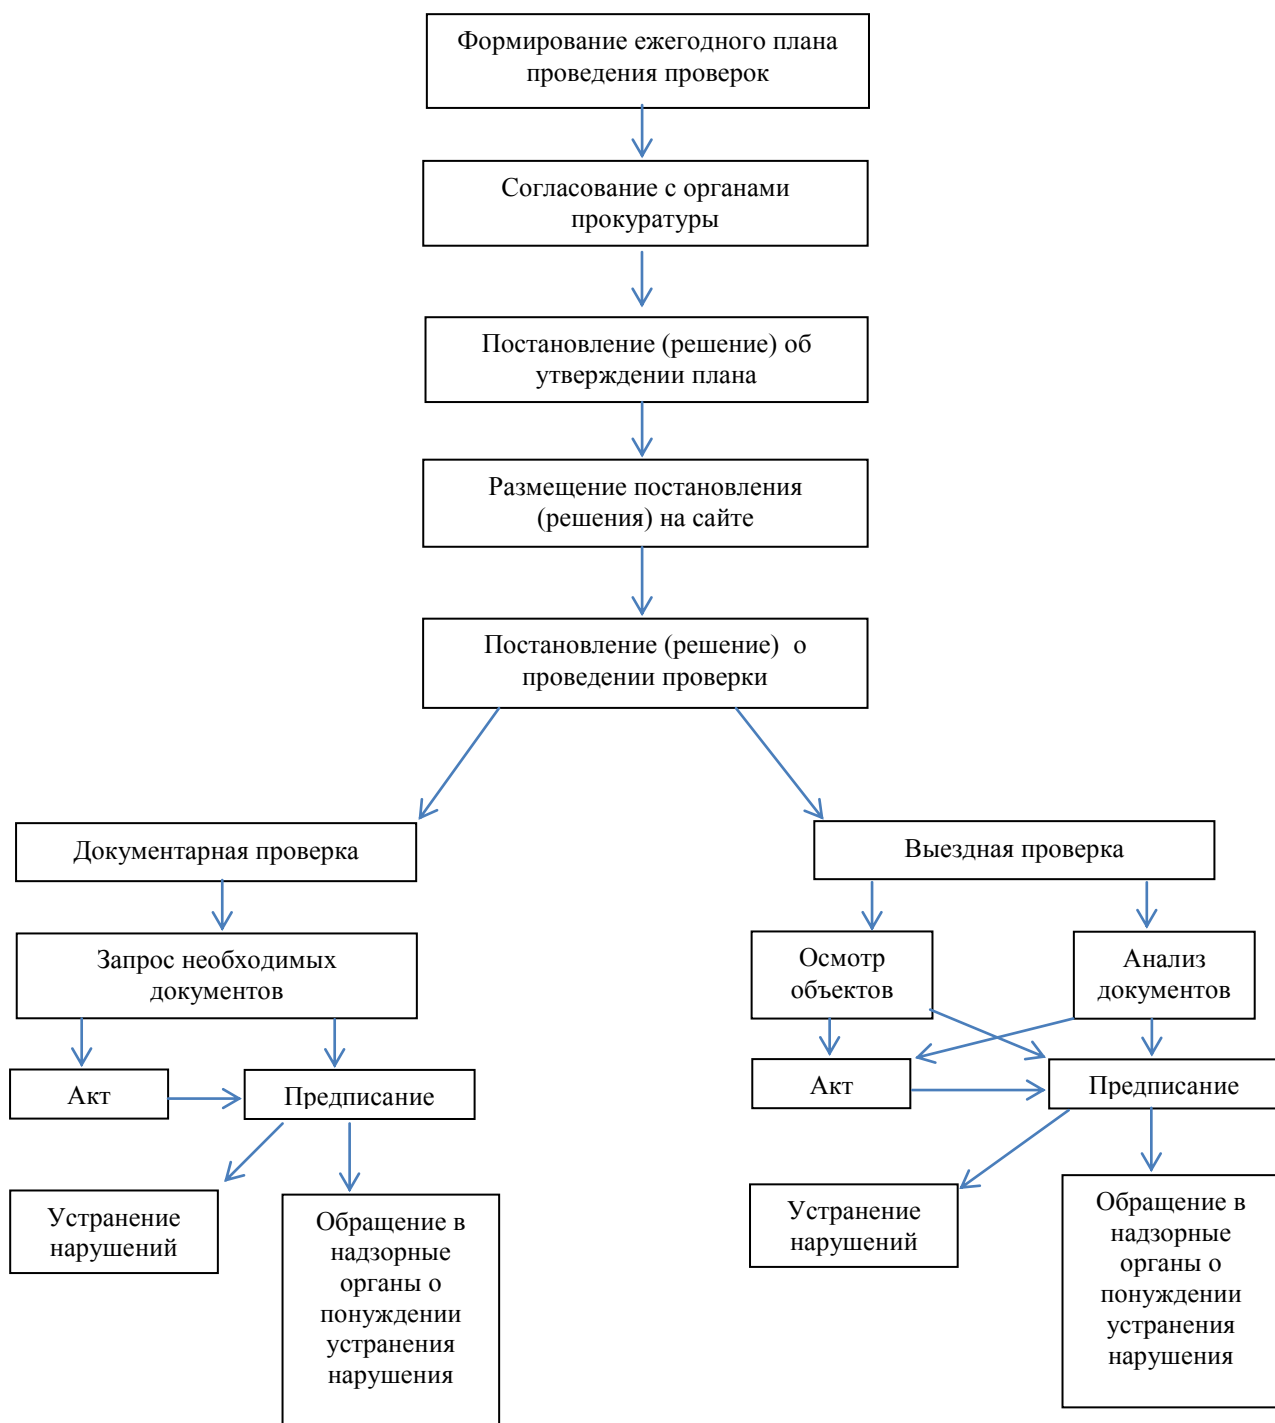 Формирование ежегодного плана
проведения проверок
Согласование с органами
прокуратуры
Постановление (решение) об
утверждении плана
Размещение постановления
(решения) на сайте
Постановление (решение) о
проведении проверки
Документарная проверка
Запрос необходимых
документов
Акт
Предписание
Устранение
нарушений
Обращение в
надзорные
органы о
понуждении
устранения
нарушения
Выездная проверка
Осмотр
объектов
Анализ
документов
Акт
Предписание
Устранение
нарушений
Обращение в
надзорные
органы о
понуждении
устранения
нарушения